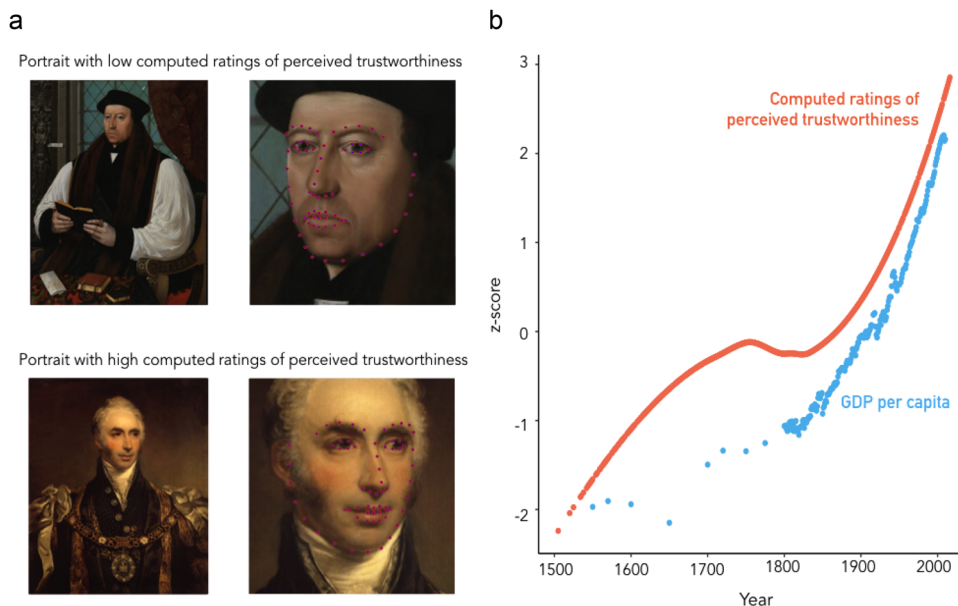 a
Portrait with low computed ratings of perceived trustworthiness
Portrait with high computed ratings of perceived trustworthiness
b
3
2
1
0
-1
-2
z-score
Computed ratings of
perceived trustworthiness
GDP per capita
1500 1600 1700 1800 1900 2000
Year